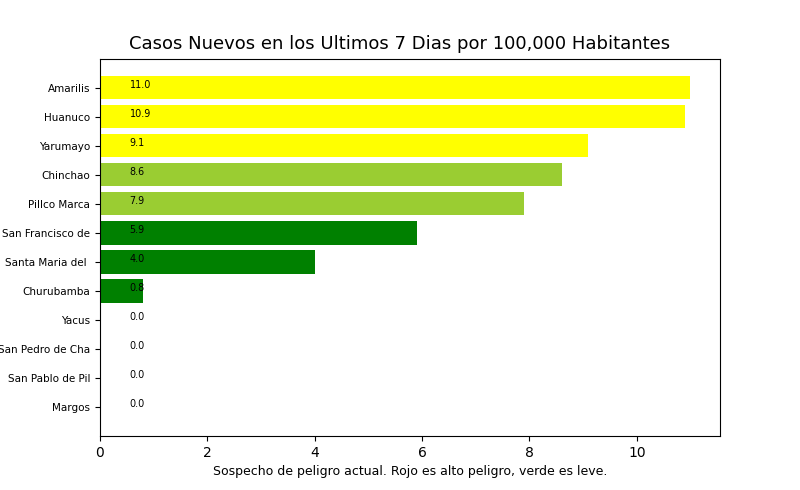 Casos Nuevos en los Ultimos 7 Dias por 100,000 Habitantes
Amarilis 11.0
Huanuco 10.9
Yarumayo 9.1
Chinchao 8.6
Pillco Marca 7.9
San Francisco de 5.9
Santa Maria del 4.0
Churubamba 0.8
Yacus 0.0
San Pedro de Cha 0.0
San Pablo de Pil 0.0
Margos 0.0
0 2 4 6 8 10
Sospecho de peligro actual. Rojo es alto peligro, verde es leve.